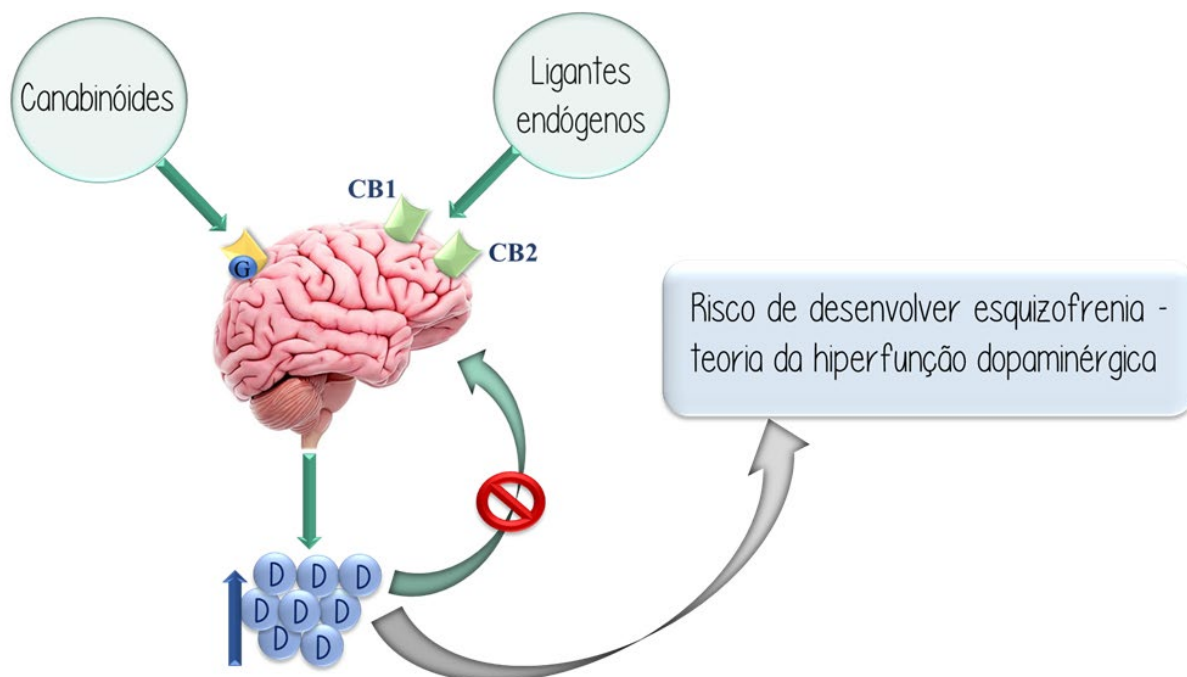 Canabinóides
Ligantes
endógenos
CB1
CB2
G
Risco de desenvolver esquizofrenia -
teoria da hiperfunção dopaminérgica
D D D
D D D
D D